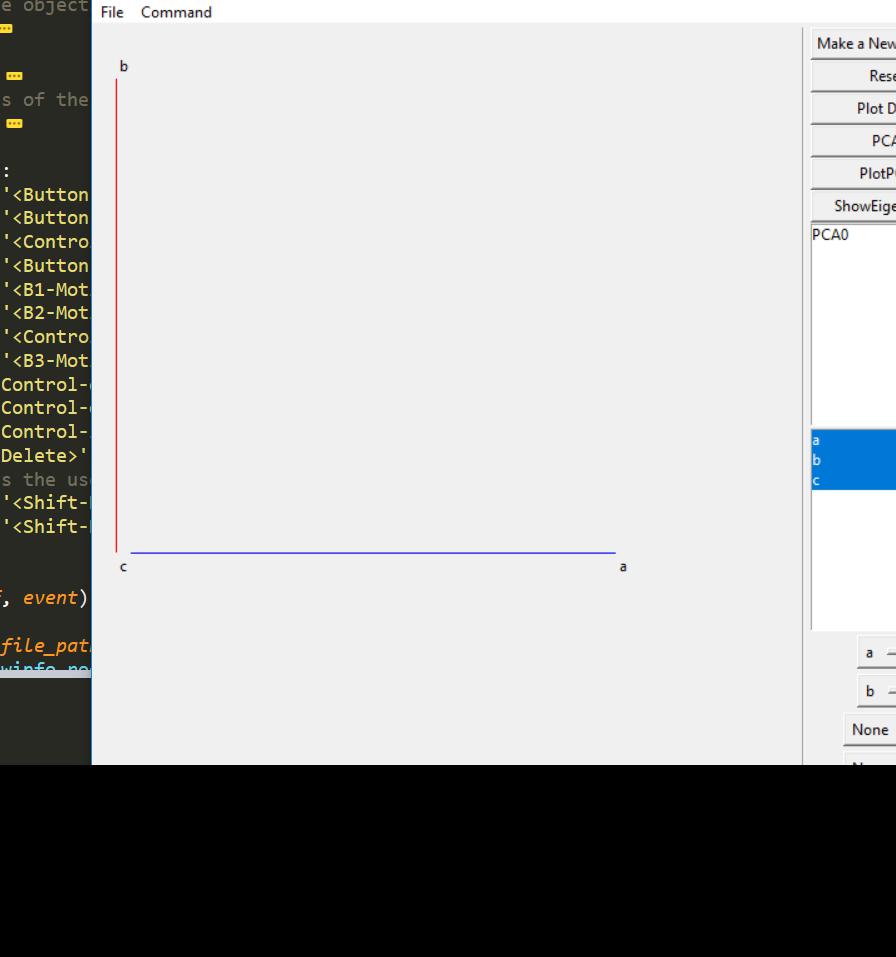 e object
s of the
:
'<Button
'<Button
'<Contro
'<Button
'<B1-Mot
'<B2-Mot
'<Contro
'<B3-Mot
Control-
Control-
Control-
Delete>'
s the us
'<Shift-
'<Shift-
, event)
file_pat
File Command
b
c a
Make a New
Rese
Plot D
PCA
PlotP
ShowEige
PCA0
a
b
c
a
b
None